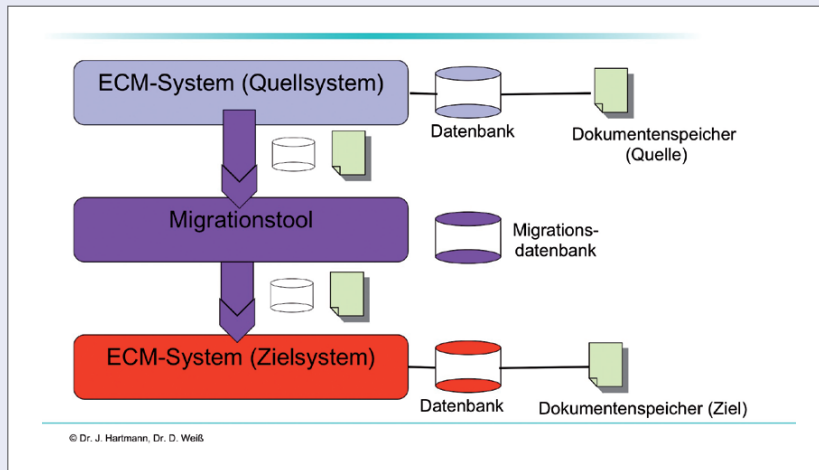 ECM-System (Quellsystem)
Datenbank
Dokumentenspeicher
(Quelle)
Migrationstool
Migrations-
datenbank
ECM-System (Zielsystem)
Datenbank
Dokumentenspeicher (Ziel)
© Dr. J. Hartmann, Dr. D. Weiß